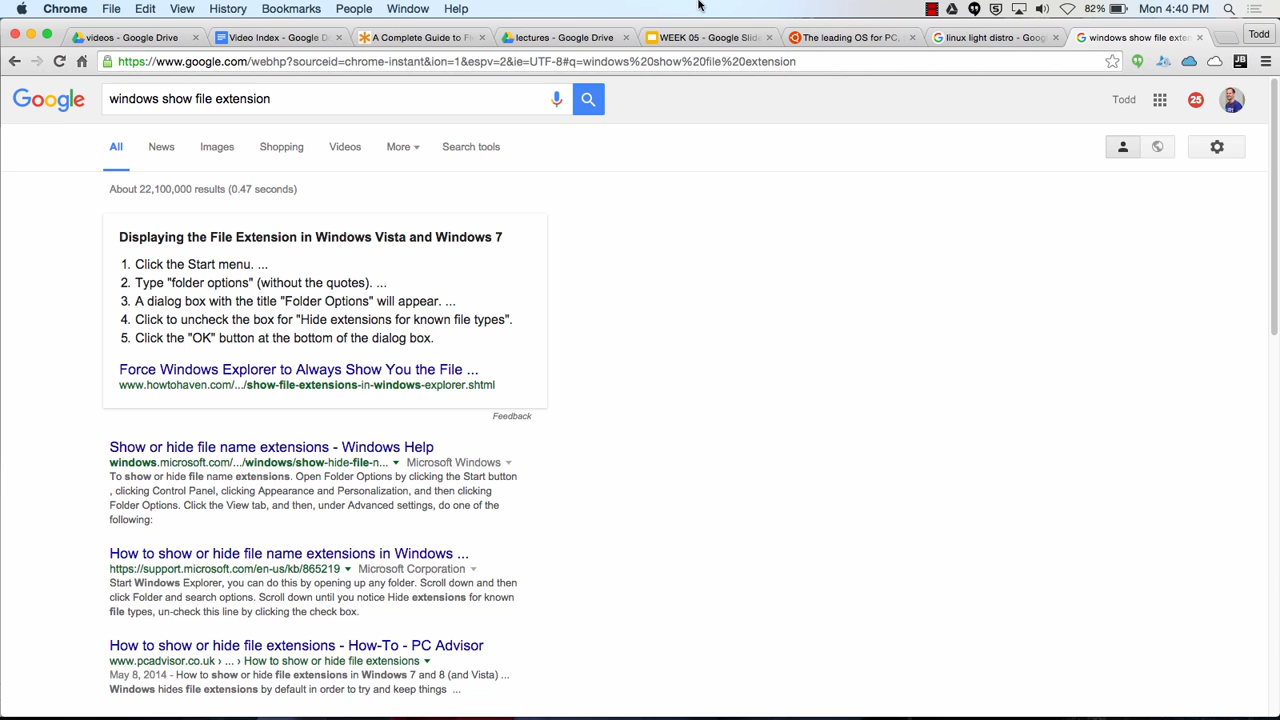 Chrome File Edit View History Bookmarks People Window Help 82% Mon 4:40 PM
videos - Google Drive Video Index - Google D A Complete Guide to Fl lectures - Google Drive WEEK 05 - Google Slide The leading OS for PC, linux light distro - Google windows show file exten Todd
https://www.google.com/webhp?sourceid=chrome-instant&ion=1&espv=2&ie=UTF-8#q=windows%20show%20file%20extension JB
Google windows show file extension Todd 25
All News Images Shopping Videos More Search tools
About 22,100,000 results (0.47 seconds)
Displaying the File Extension in Windows Vista and Windows 7
1. Click the Start menu. ...
2. Type "folder options" (without the quotes). ...
3. A dialog box with the title "Folder Options" will appear. ...
4. Click to uncheck the box for "Hide extensions for known file types".
5. Click the "OK" button at the bottom of the dialog box.
Force Windows Explorer to Always Show You the File ...
www.howtohaven.com/.../show-file-extensions-in-windows-explorer.shtml
Feedback
Show or hide file name extensions - Windows Help
windows.microsoft.com/.../windows/show-hide-file-n... Microsoft Windows
To show or hide file name extensions. Open Folder Options by clicking the Start button
, clicking Control Panel, clicking Appearance and Personalization, and then clicking
Folder Options. Click the View tab, and then, under Advanced settings, do one of the
following:
How to show or hide file name extensions in Windows ...
https://support.microsoft.com/en-us/kb/865219 Microsoft Corporation
Start Windows Explorer, you can do this by opening up any folder. Scroll down and then
click Folder and search options. Scroll down until you notice Hide extensions for known
file types, un-check this line by clicking the check box.
How to show or hide file extensions - How-To - PC Advisor
www.pcadvisor.co.uk › ... › How to show or hide file extensions
May 8, 2014 - How to show or hide file extensions in Windows 7 and 8 (and Vista) ...
Windows hides file extensions by default in order to try and keep things ...